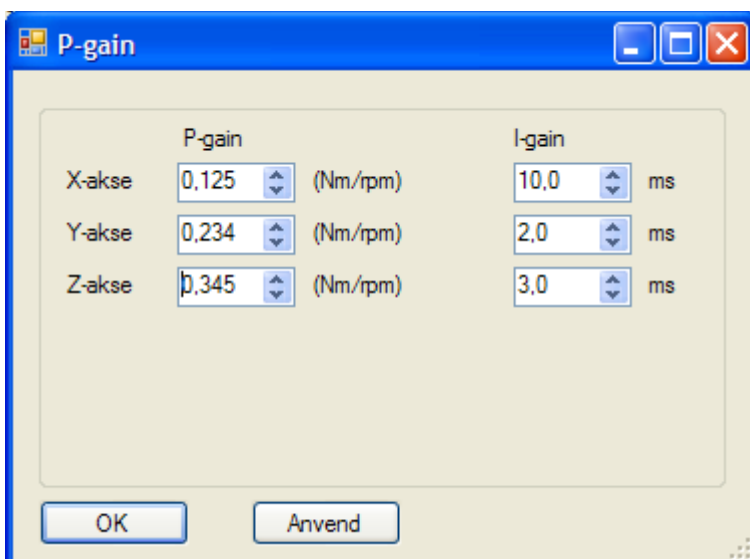 P-gain
P-gain I-gain
X-akse 0,125 (Nm/rpm) 10,0 ms
Y-akse 0,234 (Nm/rpm) 2,0 ms
Z-akse 0,345 (Nm/rpm) 3,0 ms
OK Anvend